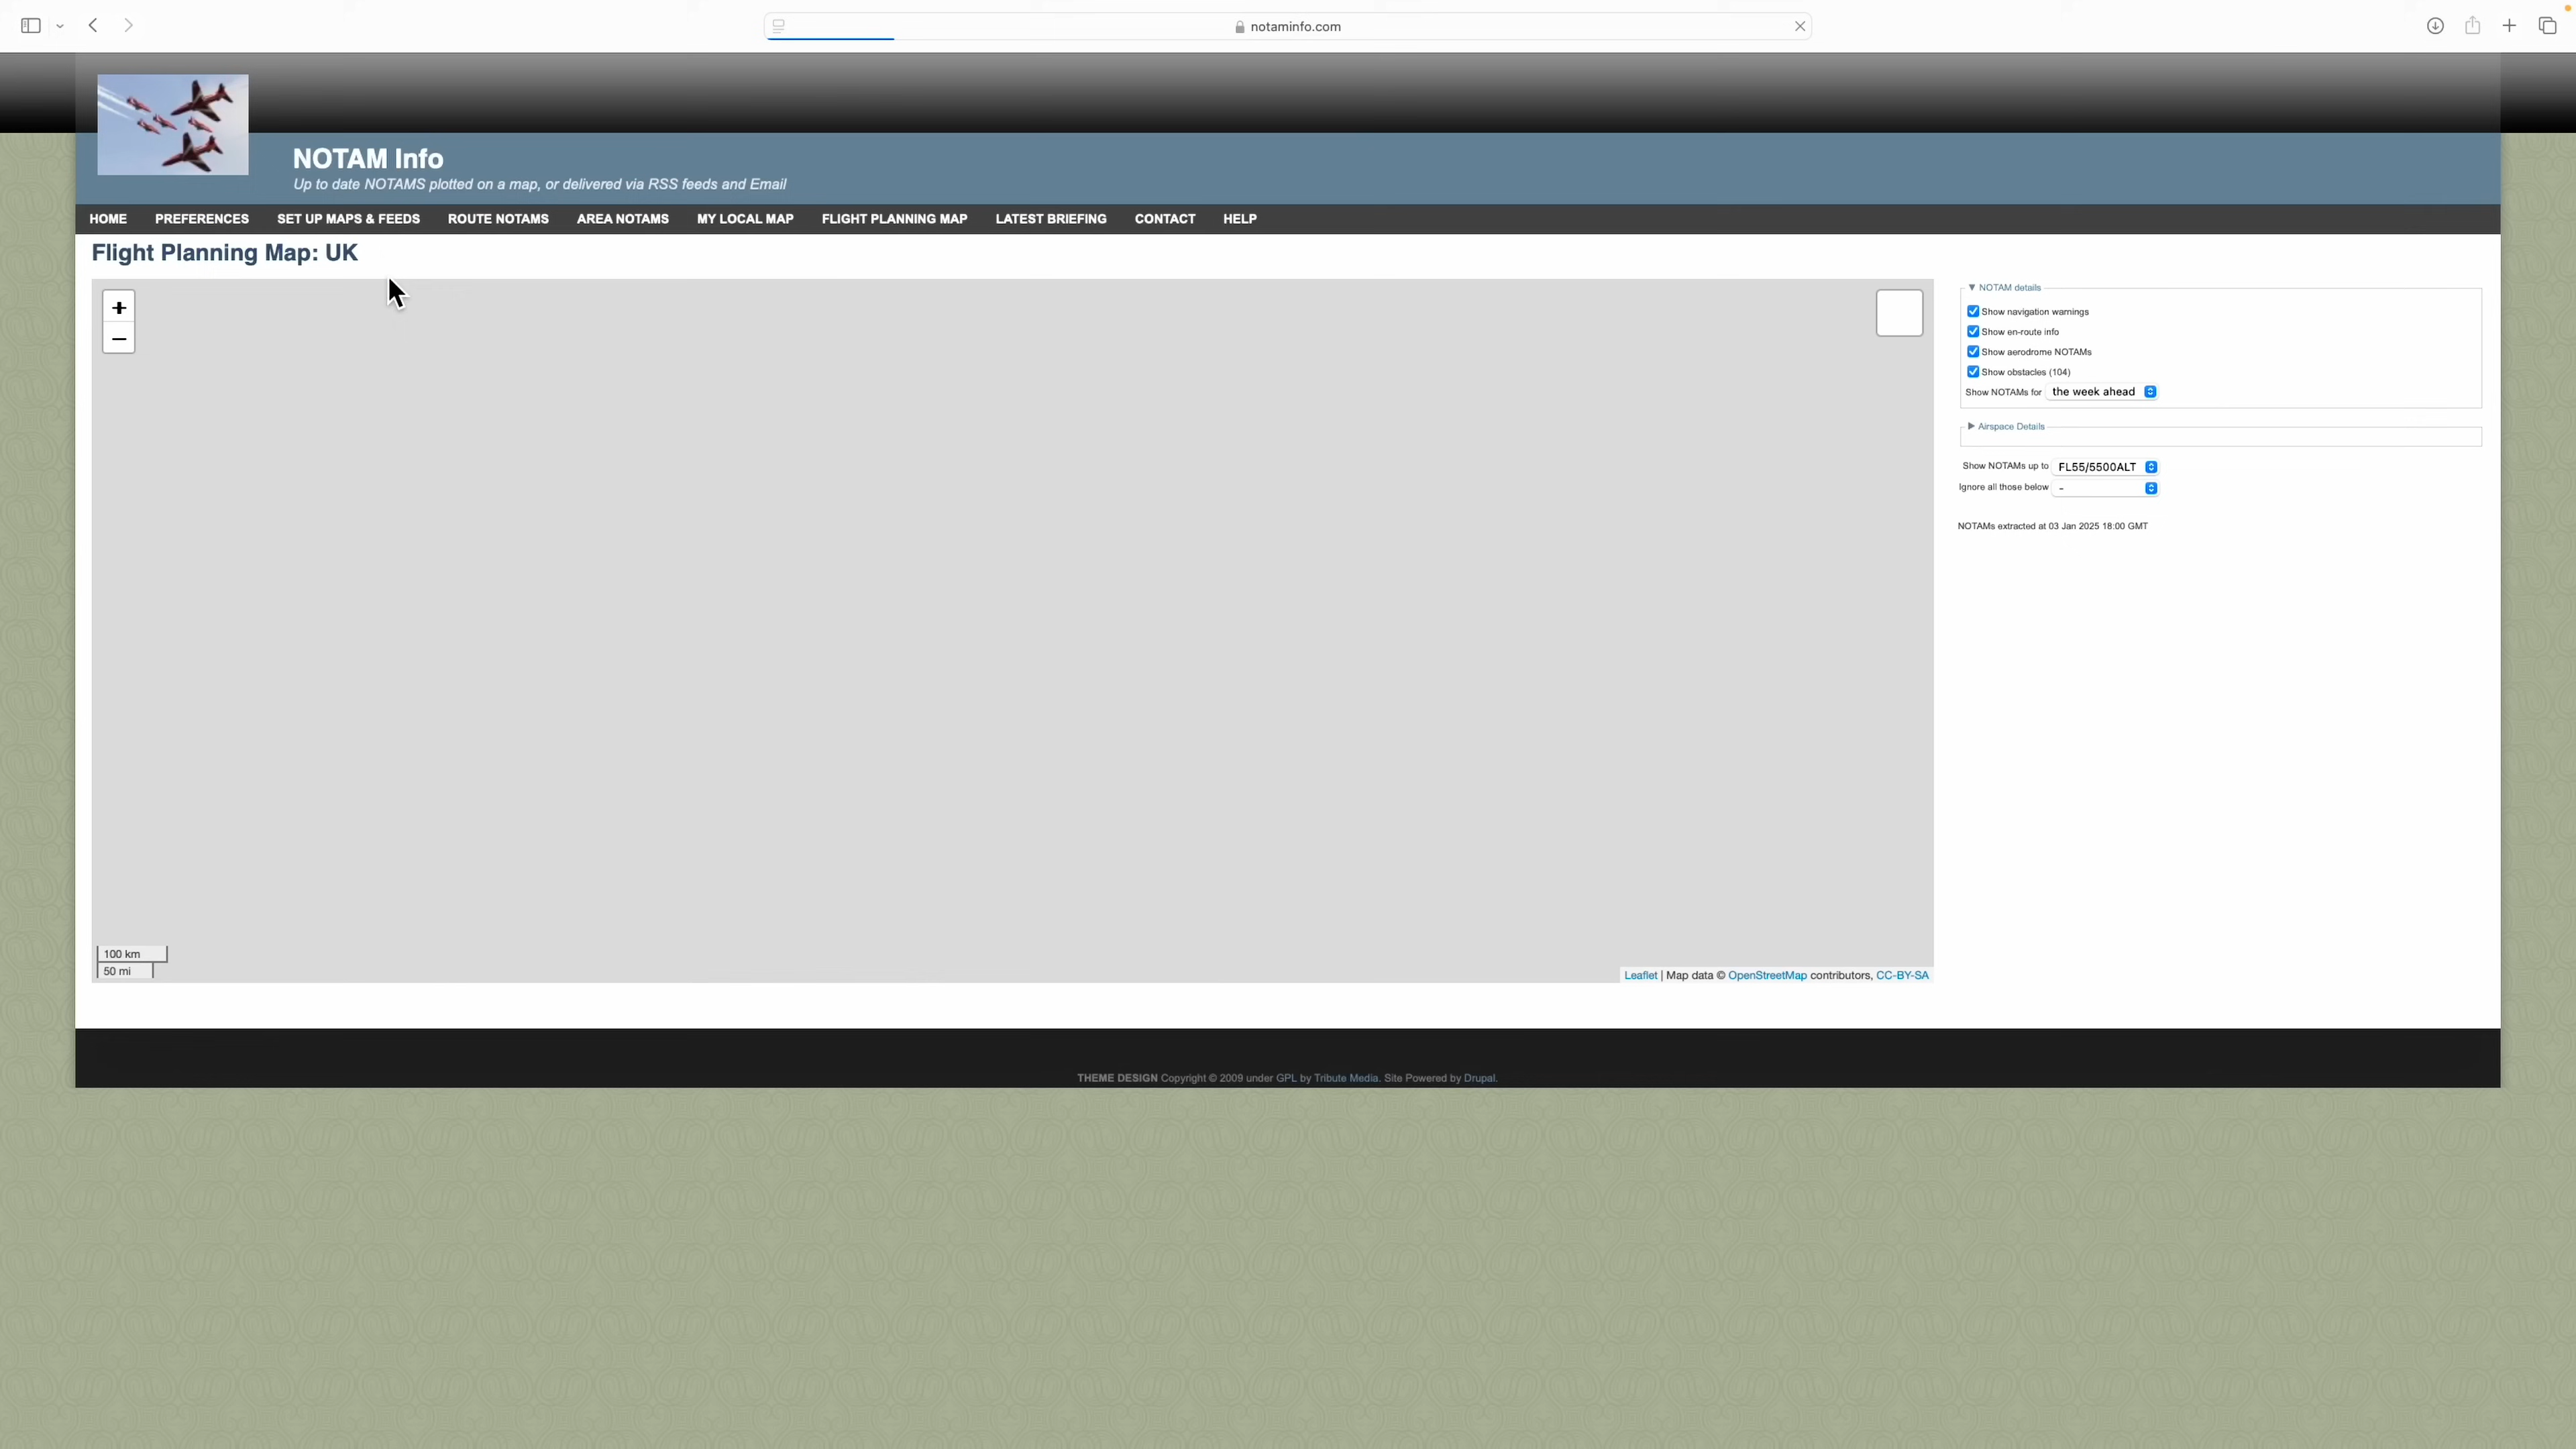 notaminfo.com
NOTAM Info
Up to date NOTAMS plotted on a map, or delivered via RSS feeds and Email
HOME PREFERENCES SET UP MAPS & FEEDS ROUTE NOTAMS AREA NOTAMS MY LOCAL MAP FLIGHT PLANNING MAP LATEST BRIEFING CONTACT HELP
Flight Planning Map: UK
+
−
100 km
50 mi
Leaflet | Map data © OpenStreetMap contributors, CC-BY-SA
▼ NOTAM details
Show navigation warnings
Show en-route info
Show aerodrome NOTAMs
Show obstacles (104)
Show NOTAMs for the week ahead
▶ Airspace Details
Show NOTAMs up to FL55/5500ALT
Ignore all those below -
NOTAMs extracted at 03 Jan 2025 18:00 GMT
THEME DESIGN Copyright © 2009 under GPL by Tribute Media. Site Powered by Drupal.